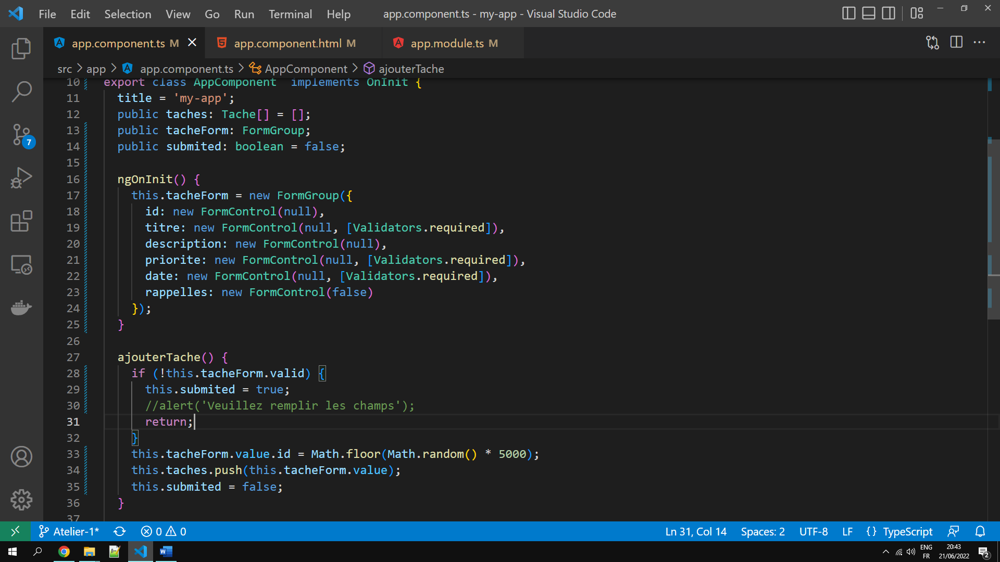 File Edit Selection View Go Run Terminal Help app.component.ts - my-app - Visual Studio Code
app.component.ts M app.component.html M app.module.ts M
src > app > app.component.ts > AppComponent > ajouterTache
10 export class AppComponent  implements OnInit {
11 title = 'my-app';
12 public taches: Tache[] = [];
13 public tacheForm: FormGroup;
14 public submited: boolean = false;
15
16 ngOnInit() {
17 this.tacheForm = new FormGroup({
18 id: new FormControl(null),
19 titre: new FormControl(null, [Validators.required]),
20 description: new FormControl(null),
21 priorite: new FormControl(null, [Validators.required]),
22 date: new FormControl(null, [Validators.required]),
23 rappelles: new FormControl(false)
24 });
25 }
26
27 ajouterTache() {
28 if (!this.tacheForm.valid) {
29 this.submited = true;
30 //alert('Veuillez remplir les champs');
31 return;
32 }
33 this.tacheForm.value.id = Math.floor(Math.random() * 5000);
34 this.taches.push(this.tacheForm.value);
35 this.submited = false;
36 }
37
7
Atelier-1* 0 0 Ln 31, Col 14 Spaces: 2 UTF-8 LF {} TypeScript
ENG 20:43
FR 21/06/2022 2